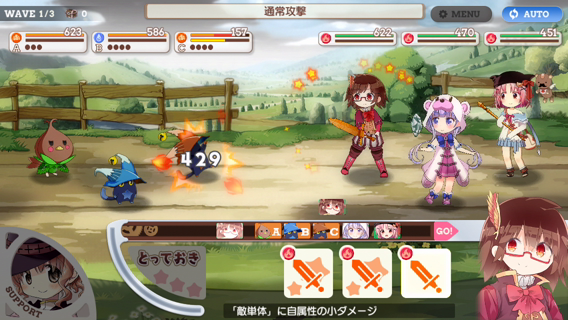 WAVE 1/3 0
通常攻撃
MENU
AUTO
623 586 157 622 470 451
A B C
429
A B C GO!
とっておき
SUPPORT
「敵単体」に自属性の小ダメージ